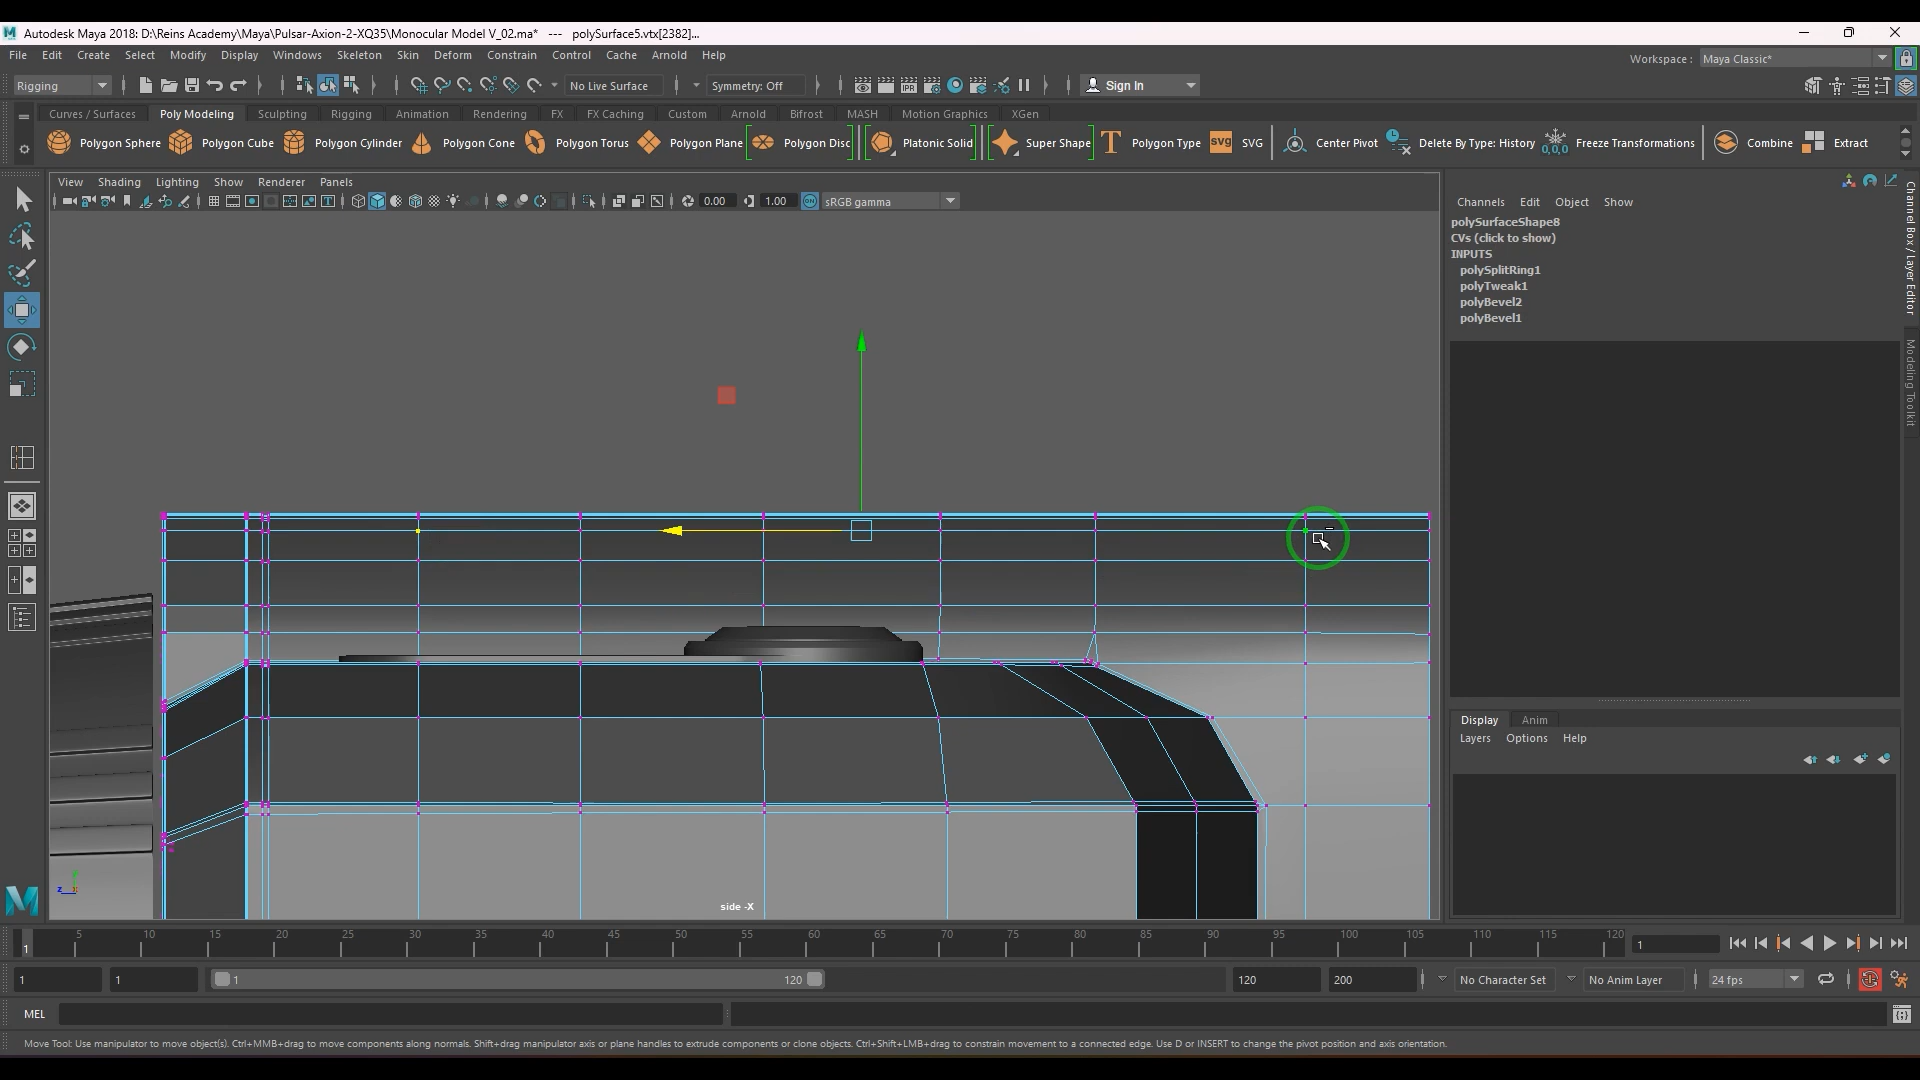 Autodesk Maya 2018: D:\Reins Academy\Maya\Pulsar-Axion-2-XQ35\Monocular Model V_02.ma* --- polySurface5.vtx[2382]...
File Edit Create Select Modify Display Windows Skeleton Skin Deform Constrain Control Cache Arnold Help
Workspace : Maya Classic*
Rigging No Live Surface Symmetry: Off Sign In
Curves / Surfaces Poly Modeling Sculpting Rigging Animation Rendering FX FX Caching Custom Arnold Bifrost MASH Motion Graphics XGen
Polygon Sphere Polygon Cube Polygon Cylinder Polygon Cone Polygon Torus Polygon Plane Polygon Disc Platonic Solid Super Shape Polygon Type SVG SVG Center Pivot Delete By Type: History Freeze Transformations Combine Extract
View Shading Lighting Show Renderer Panels
0.00 1.00 ON sRGB gamma
Channels Edit Object Show
polySurfaceShape8
CVs (click to show)
INPUTS
polySplitRing1
polyTweak1
polyBevel2
polyBevel1
Channel Box / Layer Editor
Modeling Toolkit
Display Anim
Layers Options Help
z
side -X
5 10 15 20 25 30 35 40 45 50 55 60 65 70 75 80 85 90 95 100 105 110 115 120
1 1
1 1 1 120 120 200 No Character Set No Anim Layer 24 fps
MEL
Move Tool: Use manipulator to move object(s). Ctrl+MMB+drag to move components along normals. Shift+drag manipulator axis or plane handles to extrude components or clone objects. Ctrl+Shift+LMB+drag to constrain movement to a connected edge. Use D or INSERT to change the pivot position and axis orientation.